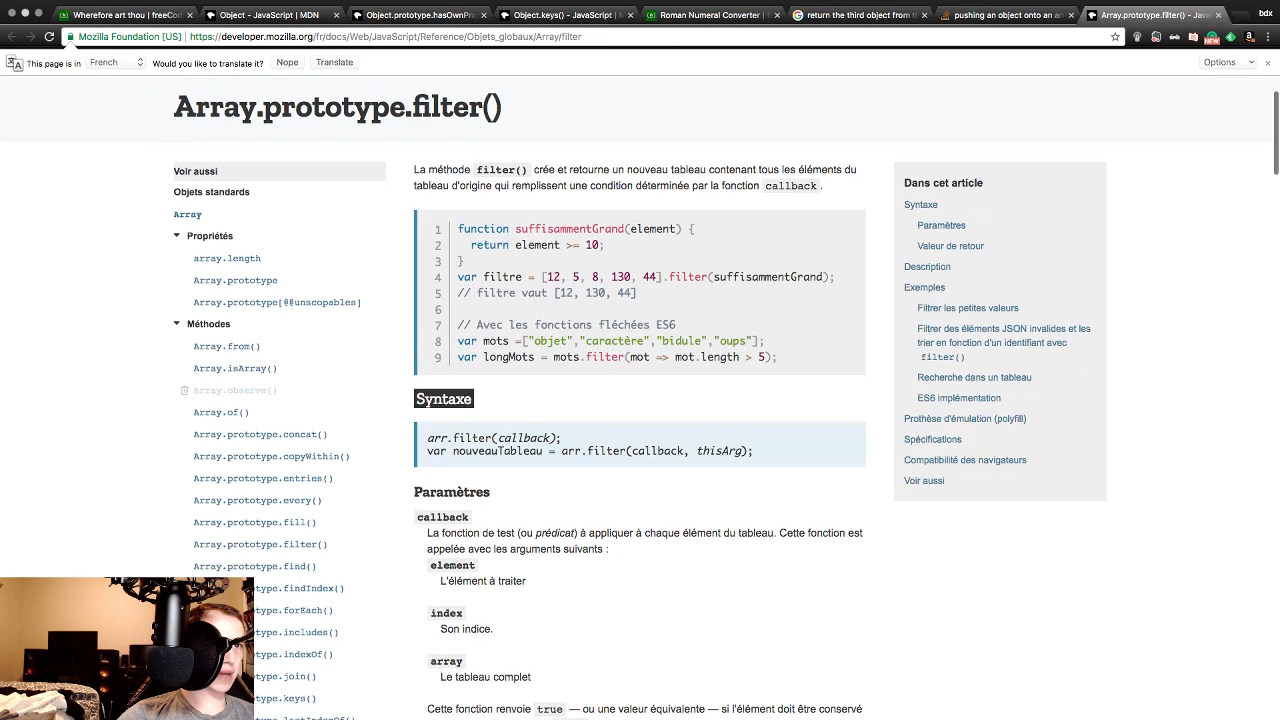 Wherefore art thou | freeCod
Object - JavaScript | MDN
Object.prototype.hasOwnPro
Object.keys() - JavaScript | M
Roman Numeral Converter |
return the third object from t
pushing an object onto an ar
Array.prototype.filter() - Java
bdx
Mozilla Foundation [US]
https://developer.mozilla.org/fr/docs/Web/JavaScript/Reference/Objets_globaux/Array/filter
NEW
This page is in
French
Would you like to translate it?
Nope
Translate
Options
Array.prototype.filter()
Voir aussi
Objets standards
Array
Propriétés
array.length
Array.prototype
Array.prototype[@@unscopables]
Méthodes
Array.from()
Array.isArray()
Array.observe()
Array.of()
Array.prototype.concat()
Array.prototype.copyWithin()
Array.prototype.entries()
Array.prototype.every()
Array.prototype.fill()
Array.prototype.filter()
Array.prototype.find()
type.findIndex()
type.forEach()
type.includes()
type.indexOf()
type.join()
type.keys()
type.lastIndexOf()
La méthode filter() crée et retourne un nouveau tableau contenant tous les éléments du
tableau d'origine qui remplissent une condition déterminée par la fonction callback.
1 function suffisammentGrand(element) {
2 return element >= 10;
3 }
4 var filtre = [12, 5, 8, 130, 44].filter(suffisammentGrand);
5 // filtre vaut [12, 130, 44]
6
7 // Avec les fonctions fléchées ES6
8 var mots =["objet","caractère","bidule","oups"];
9 var longMots = mots.filter(mot => mot.length > 5);
Syntaxe
arr.filter(callback);
var nouveauTableau = arr.filter(callback, thisArg);
Paramètres
callback
La fonction de test (ou prédicat) à appliquer à chaque élément du tableau. Cette fonction est
appelée avec les arguments suivants :
element
L'élément à traiter
index
Son indice.
array
Le tableau complet
Cette fonction renvoie true — ou une valeur équivalente — si l'élément doit être conservé
Dans cet article
Syntaxe
Paramètres
Valeur de retour
Description
Exemples
Filtrer les petites valeurs
Filtrer des éléments JSON invalides et les
trier en fonction d'un identifiant avec
filter()
Recherche dans un tableau
ES6 implémentation
Prothèse d'émulation (polyfill)
Spécifications
Compatibilité des navigateurs
Voir aussi